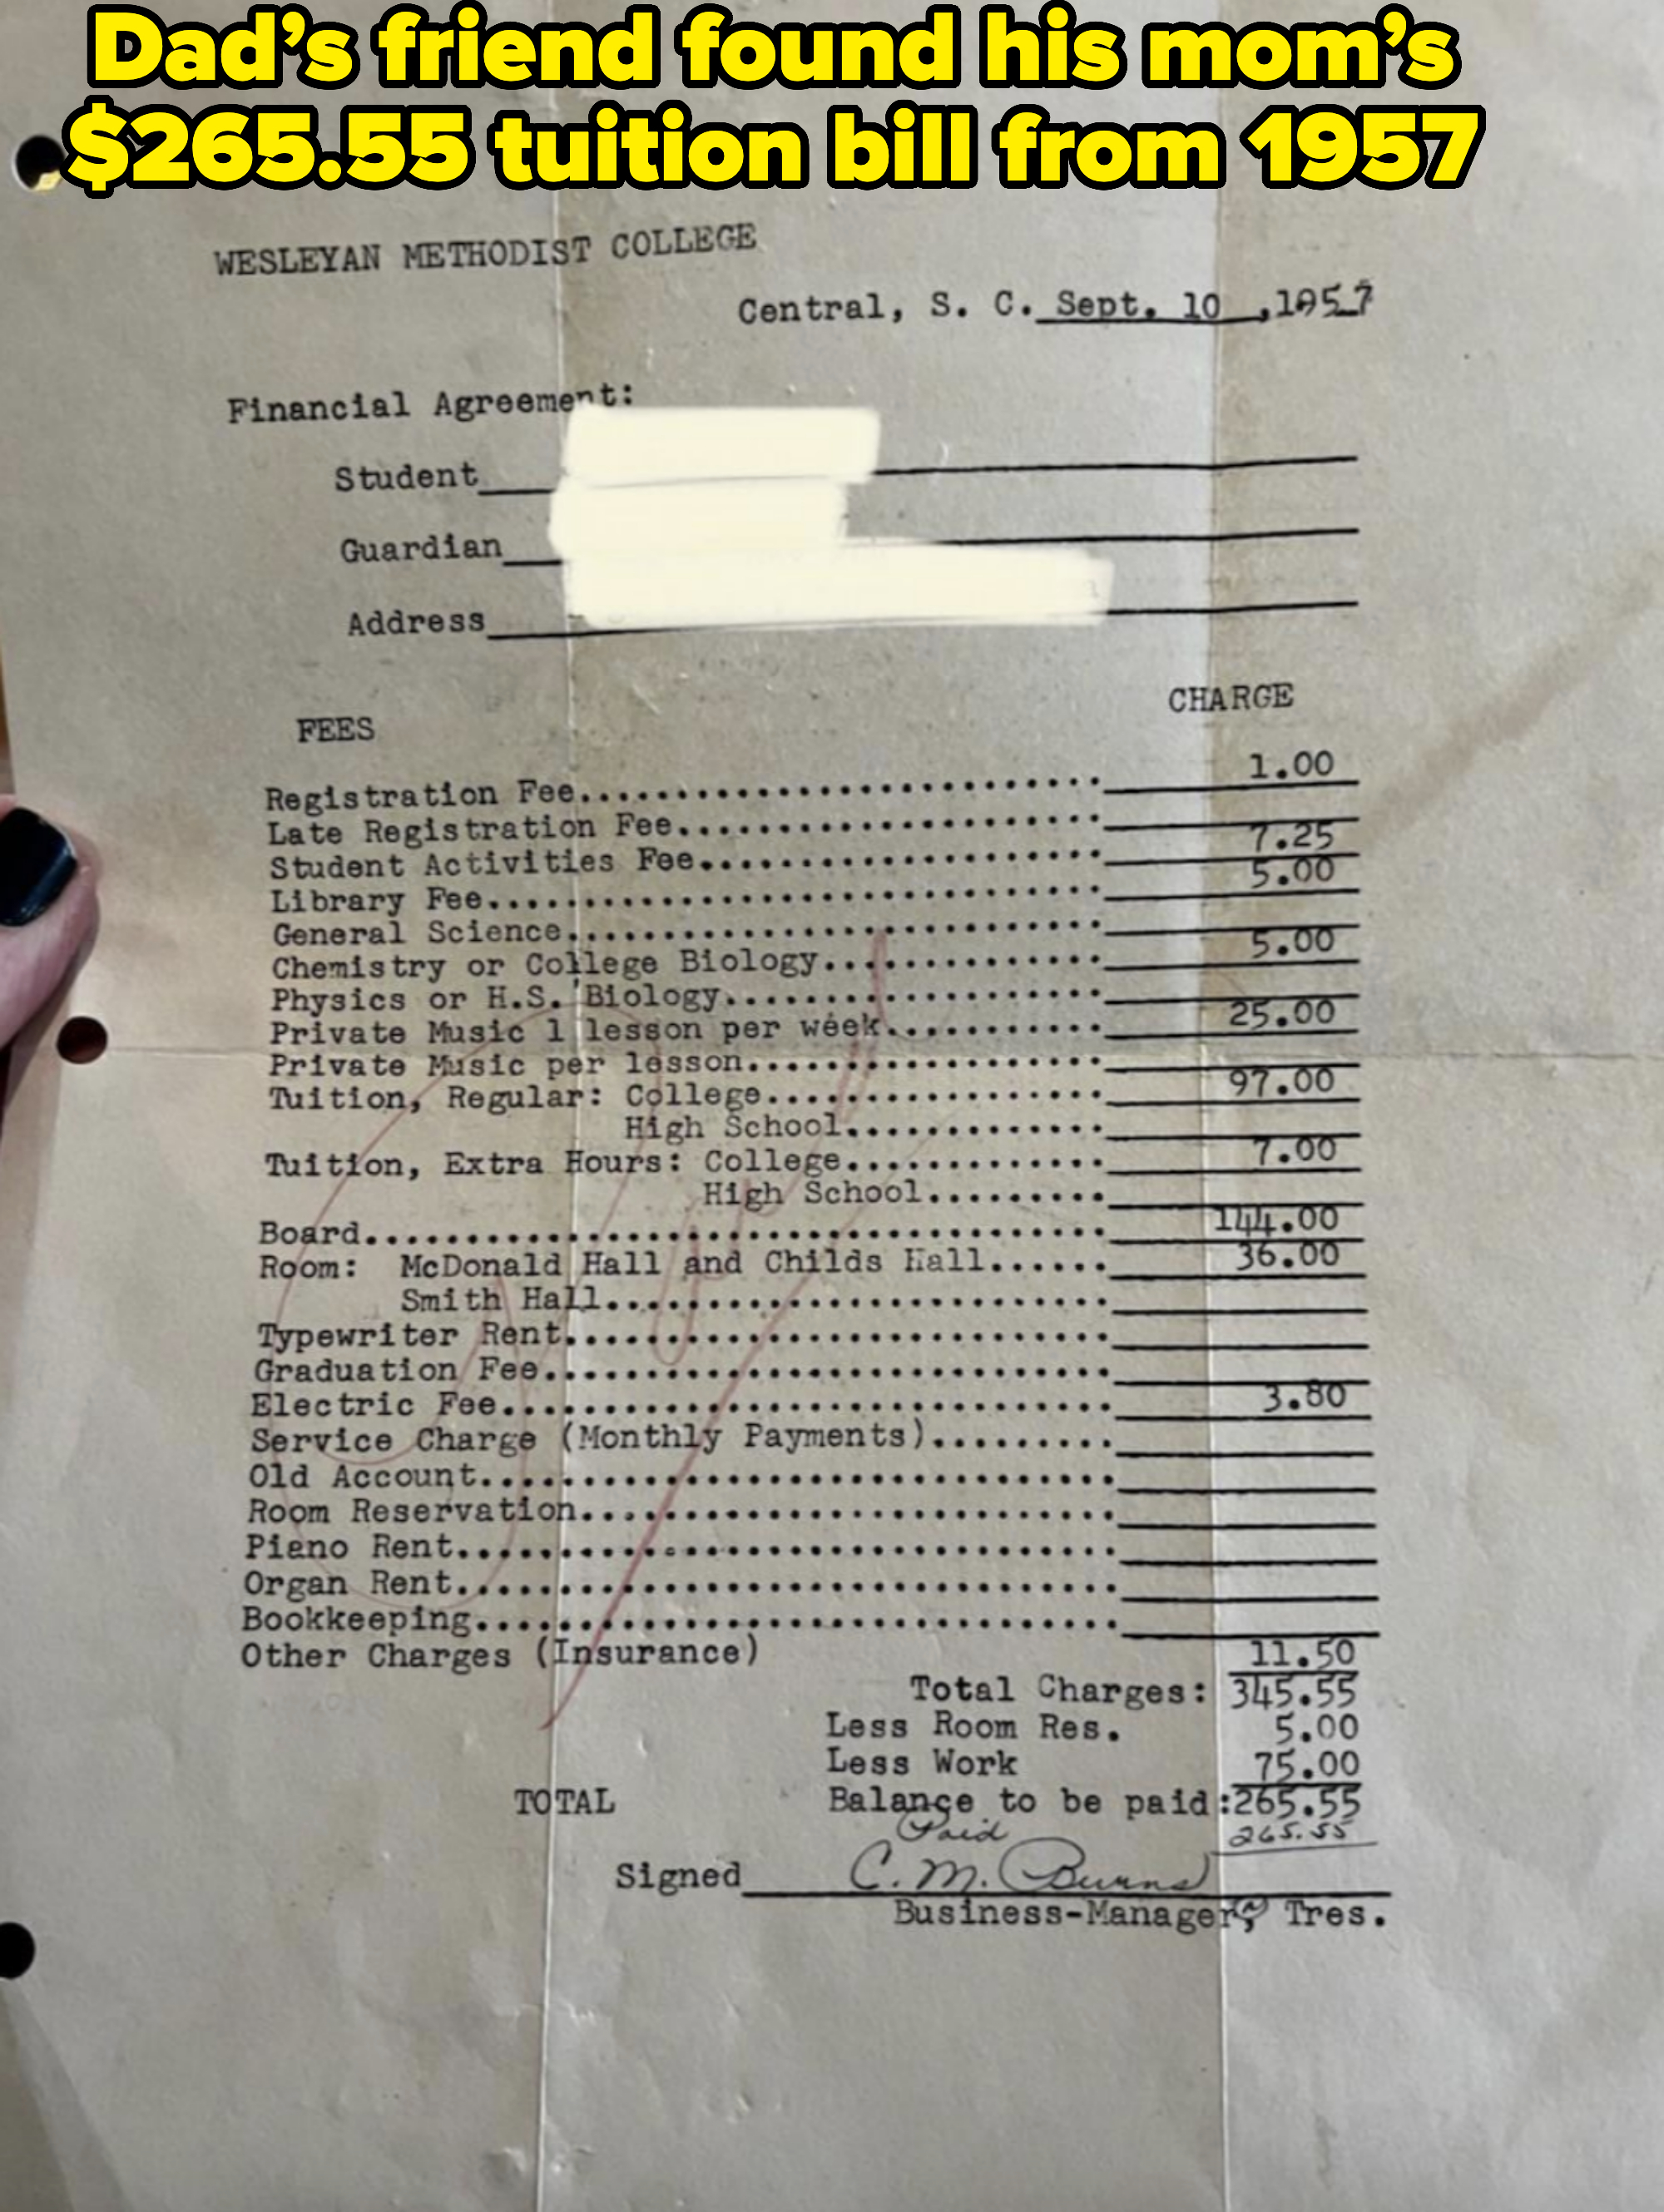 Dad's friend found his mom's
$265.55 tuition bill from 1957
WESLEYAN METHODIST COLLEGE
Central, S. C. Sept. 10 ,1957
Financial Agreement:
Student
Guardian
Address
FEES CHARGE
Registration Fee.......................... 1.00
Late Registration Fee.....................
Student Activities Fee.................... 7.25
Library Fee............................... 5.00
General Science...........................
Chemistry or College Biology.............. 5.00
Physics or H.S. Biology...................
Private Music 1 lesson per week........... 25.00
Private Music per lesson..................
Tuition, Regular: College................. 97.00
High School.............
Tuition, Extra Hours: College............. 7.00
High School.........
Board..................................... 144.00
Room: McDonald Hall and Childs Hall...... 36.00
Smith Hall.........................
Typewriter Rent...........................
Graduation Fee............................
Electric Fee.............................. 3.80
Service Charge (Monthly Payments).........
Old Account...............................
Room Reservation..........................
Piano Rent................................
Organ Rent................................
Bookkeeping...............................
Other Charges (Insurance) 11.50
Total Charges: 345.55
Less Room Res. 5.00
Less Work 75.00
TOTAL Balance to be paid:265.55
Paid 265.55
Signed C. M. Burns
Business-Manager, Tres.